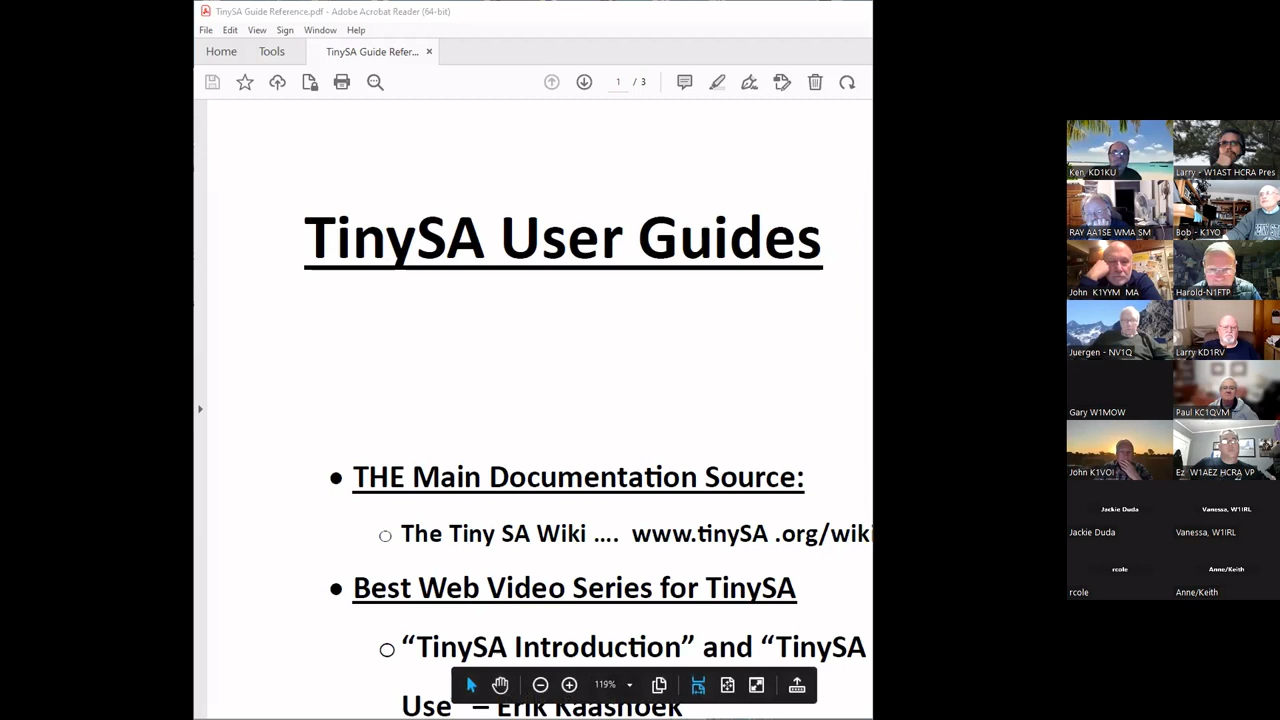 TinySA Guide Reference.pdf - Adobe Acrobat Reader (64-bit)
File Edit View Sign Window Help
Home Tools TinySA Guide Refer... ×
1 / 3
TinySA User Guides
• THE Main Documentation Source:
○ The Tiny SA Wiki .... www.tinySA .org/wiki
• Best Web Video Series for TinySA
○ “TinySA Introduction” and “TinySA
Use” – Erik Kaashoek
119%
Ken, KD1KU
Larry - W1AST HCRA Pres
RAY AA1SE WMA SM
Bob - K1YO
John K1YYM MA
Harold-N1FTP
Juergen - NV1Q
Larry KD1RV
Gary W1MOW
Paul KC1QVM
John K1VOI
Ez W1AEZ HCRA VP
Jackie Duda
Jackie Duda
Vanessa, W1IRL
Vanessa, W1IRL
rcole
rcole
Anne/Keith
Anne/Keith